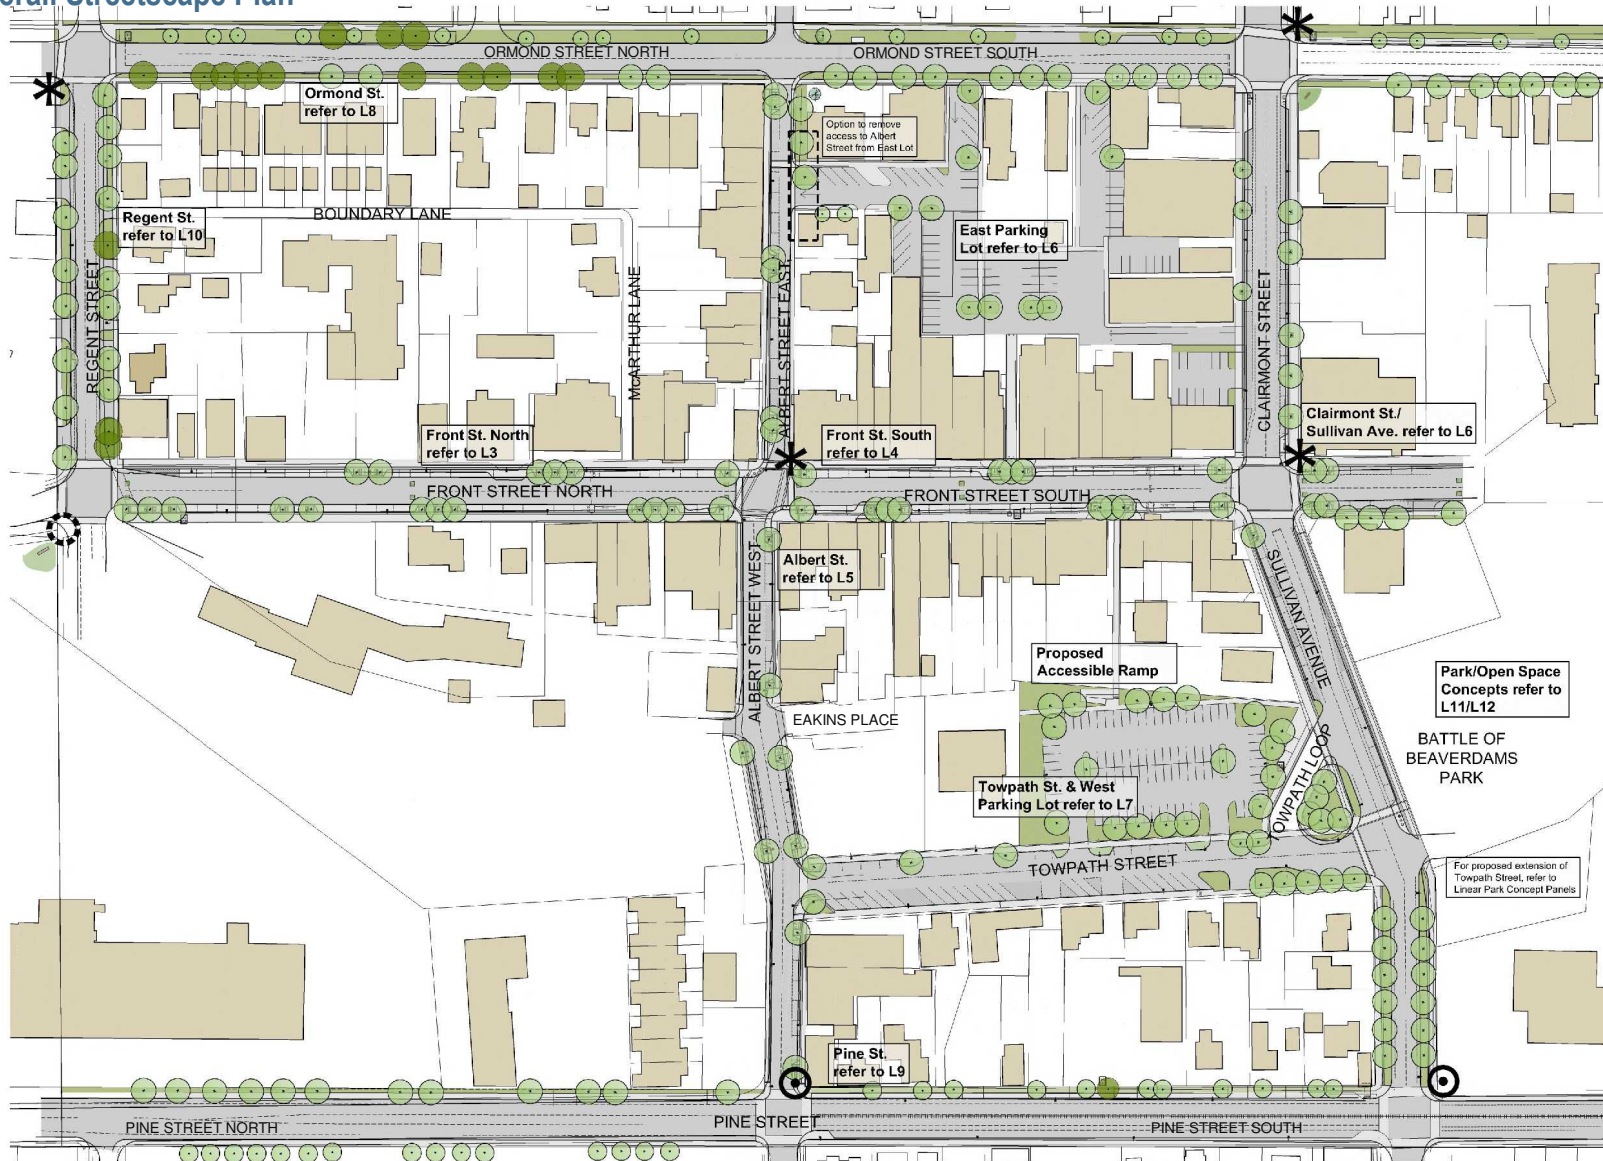 Streetscape Plan
ORMOND STREET NORTH
ORMOND STREET SOUTH
Ormond St.
refer to L8
Option to remove
access to Albert
Street from East Lot
Regent St.
refer to L10
BOUNDARY LANE
East Parking
Lot refer to L6
REGENT STREET
McARTHUR LANE
ALBERT STREET EAST
CLAIRMONT STREET
Front St. North
refer to L3
Front St. South
refer to L4
Clairmont St./
Sullivan Ave. refer to L6
FRONT STREET NORTH
FRONT STREET SOUTH
Albert St.
refer to L5
ALBERT STREET WEST
SULLIVAN AVENUE
Proposed
Accessible Ramp
Park/Open Space
Concepts refer to
L11/L12
EAKINS PLACE
BATTLE OF
BEAVERDAMS
PARK
TOWPATH LOOP
Towpath St. & West
Parking Lot refer to L7
TOWPATH STREET
For proposed extension of
Towpath Street, refer to
Linear Park Concept Panels
Pine St.
refer to L9
PINE STREET NORTH
PINE STREET
PINE STREET SOUTH